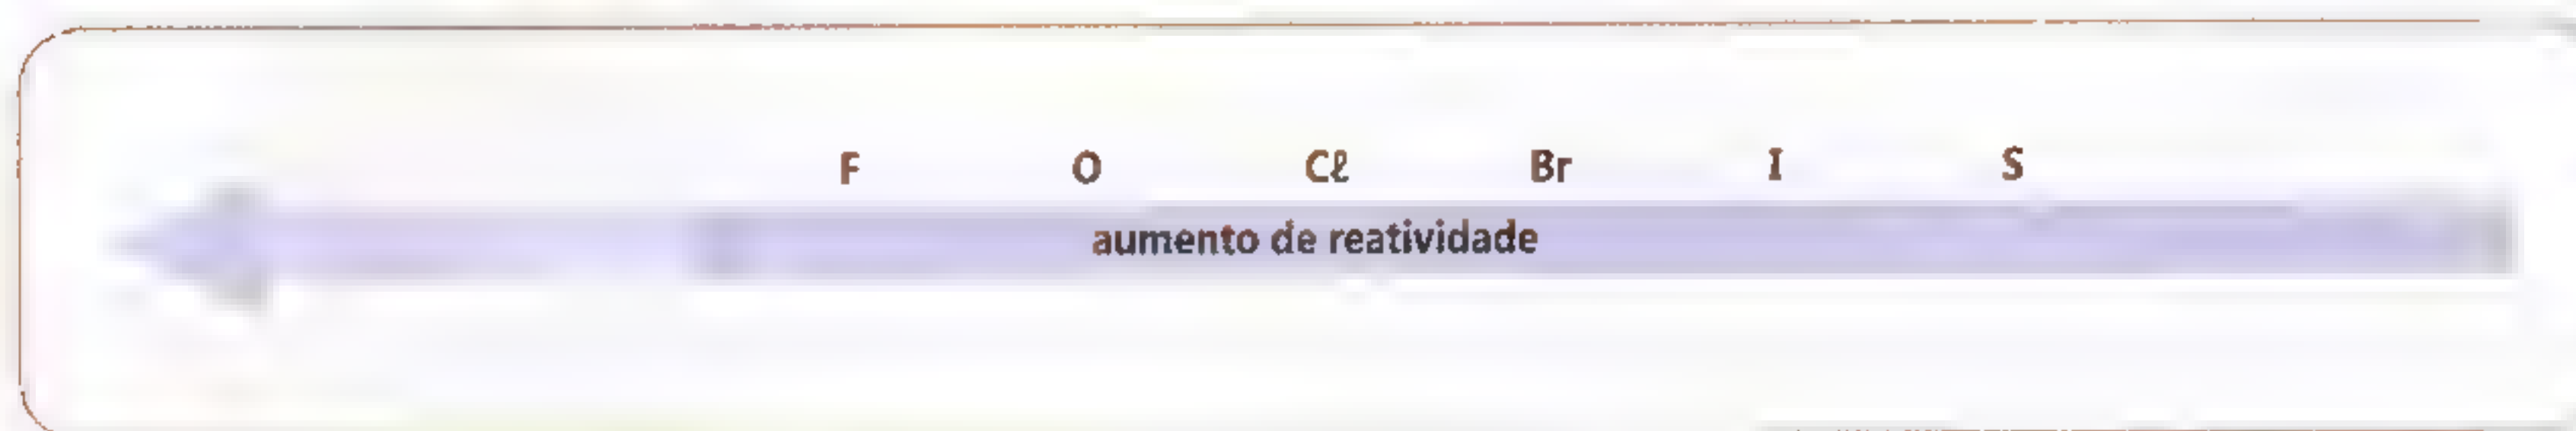 F O Cℓ Br I S
aumento de reatividade